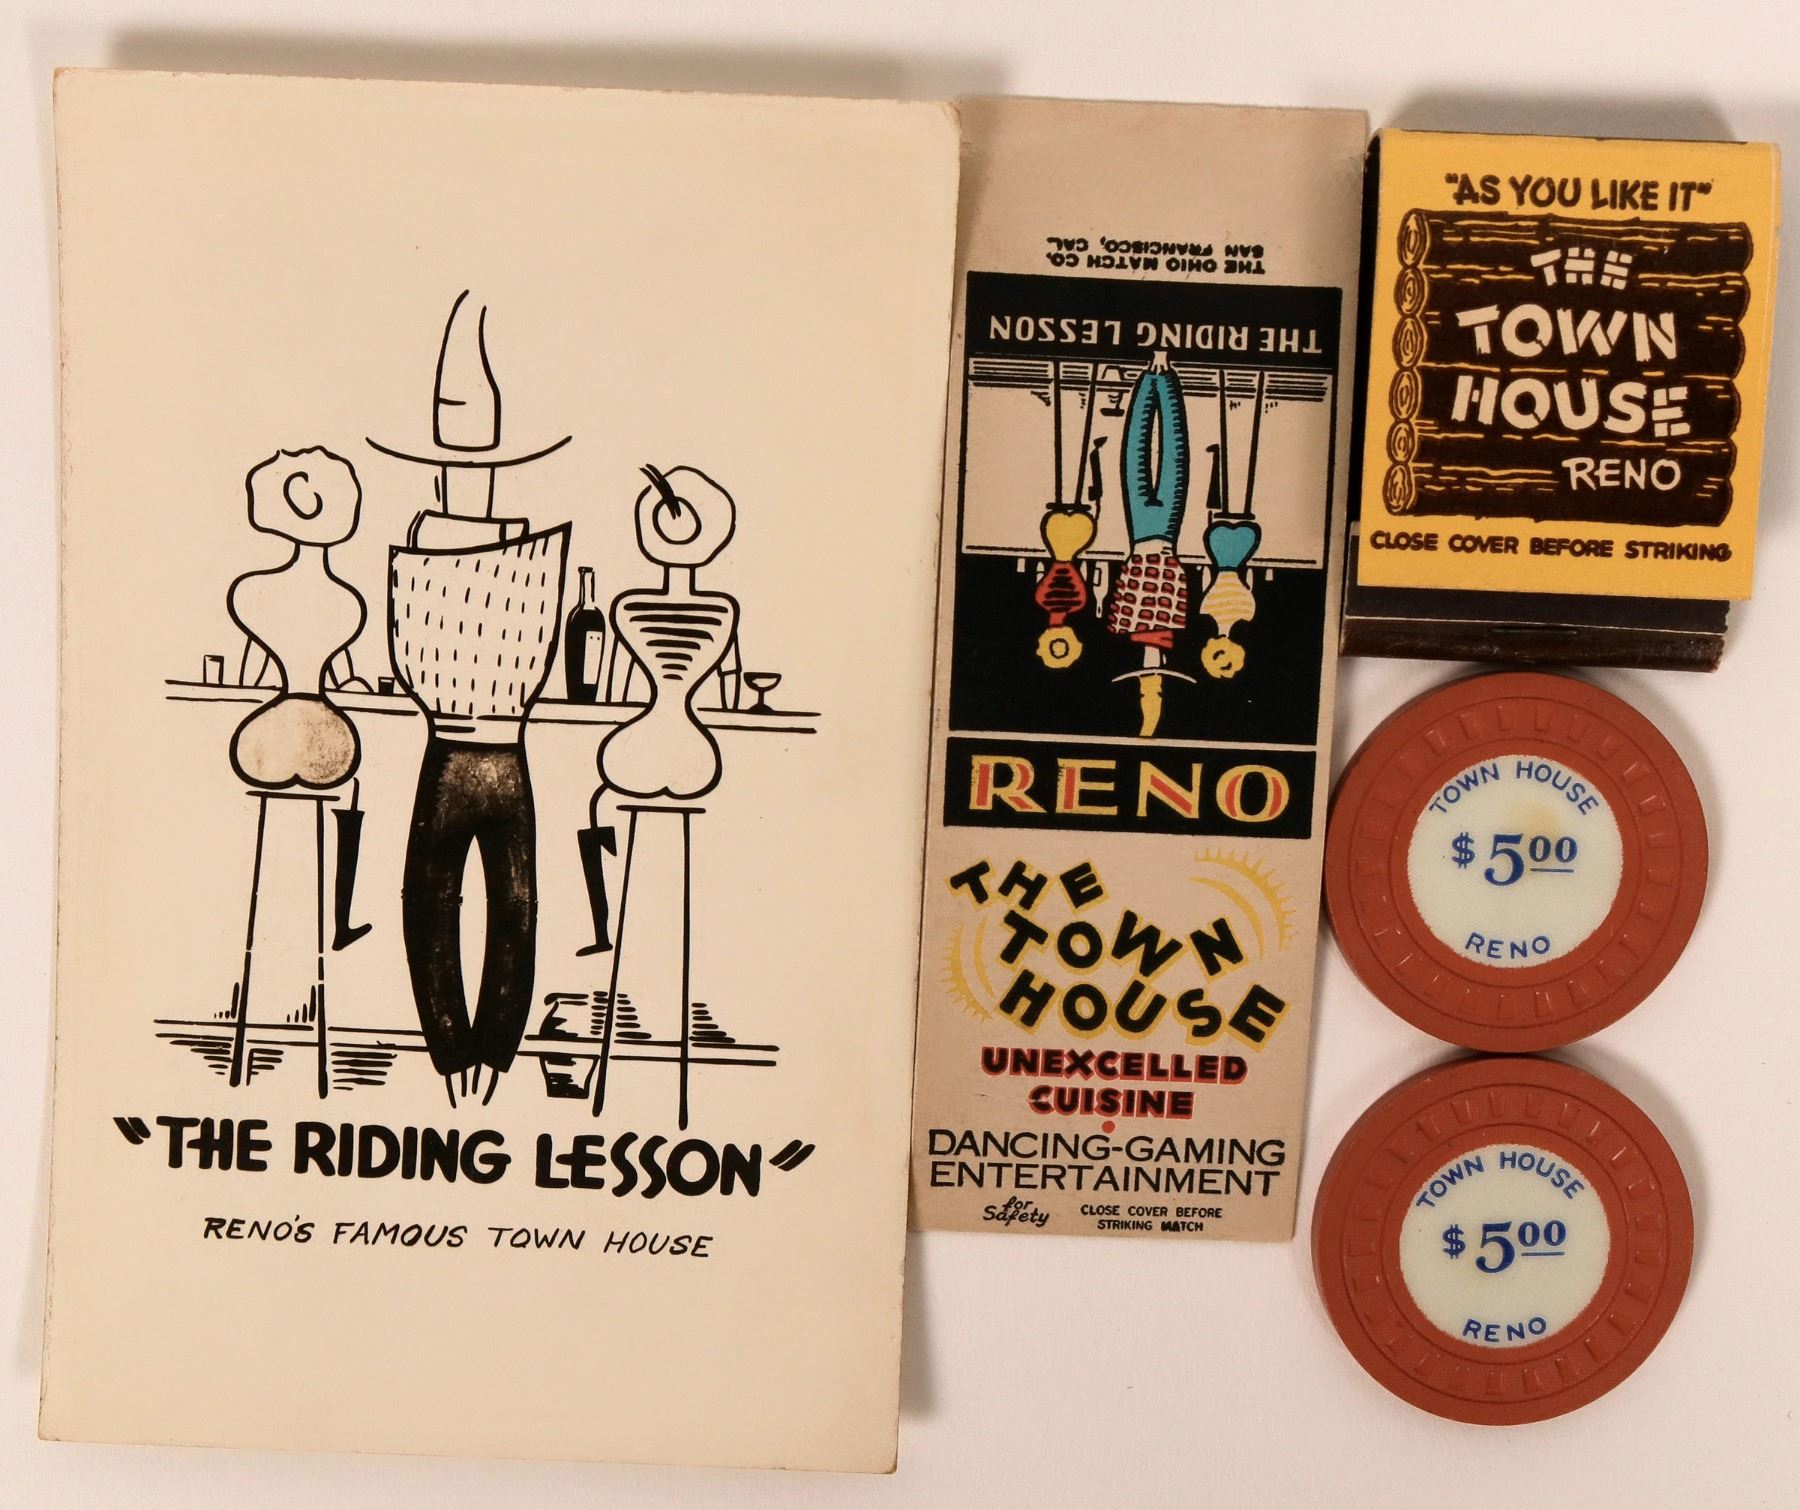 "THE RIDING LESSON"
RENO'S FAMOUS TOWN HOUSE
THE OHIO MATCH CO.
SAN FRANCISCO, CAL.
THE RIDING LESSON
RENO
THE
TOWN
HOUSE
UNEXCELLED
CUISINE
DANCING-GAMING
ENTERTAINMENT
for
Safety
CLOSE COVER BEFORE
STRIKING MATCH
"AS YOU LIKE IT"
THE
TOWN
HOUSE
RENO
CLOSE COVER BEFORE STRIKING
TOWN HOUSE
$5.00
RENO
TOWN HOUSE
$5.00
RENO